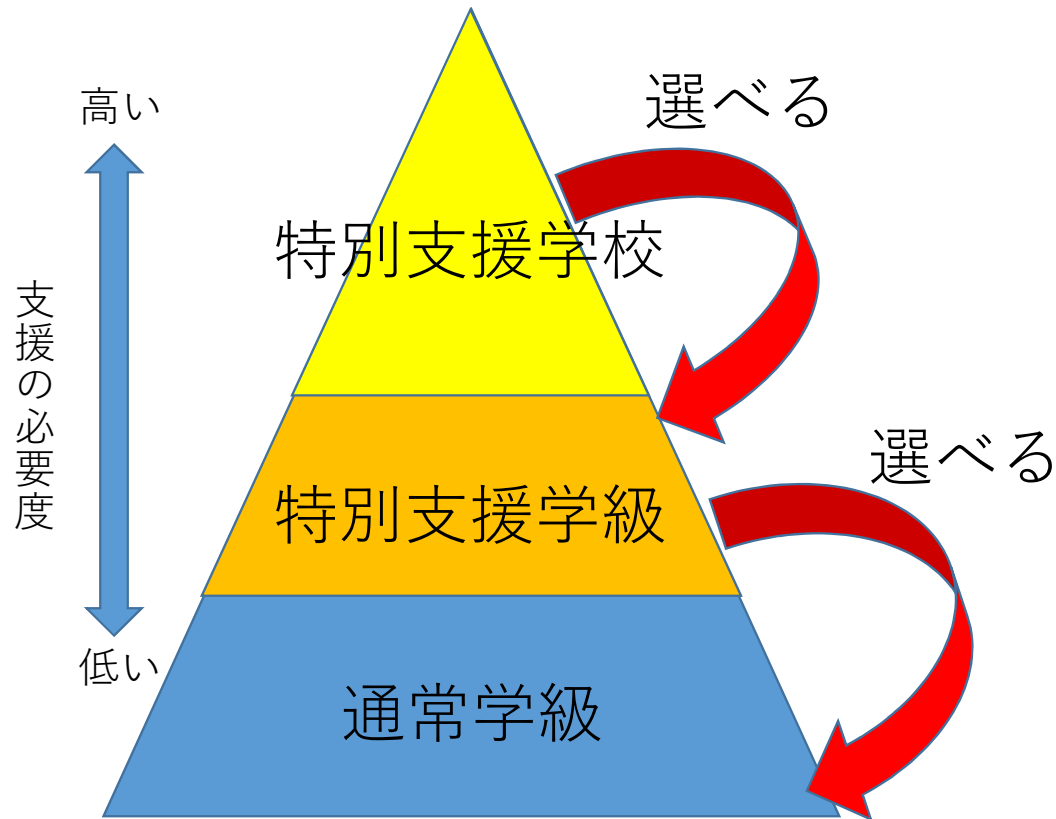 高い
選べる
特別支援学校
支援の必要度
選べる
特別支援学級
低い
通常学級